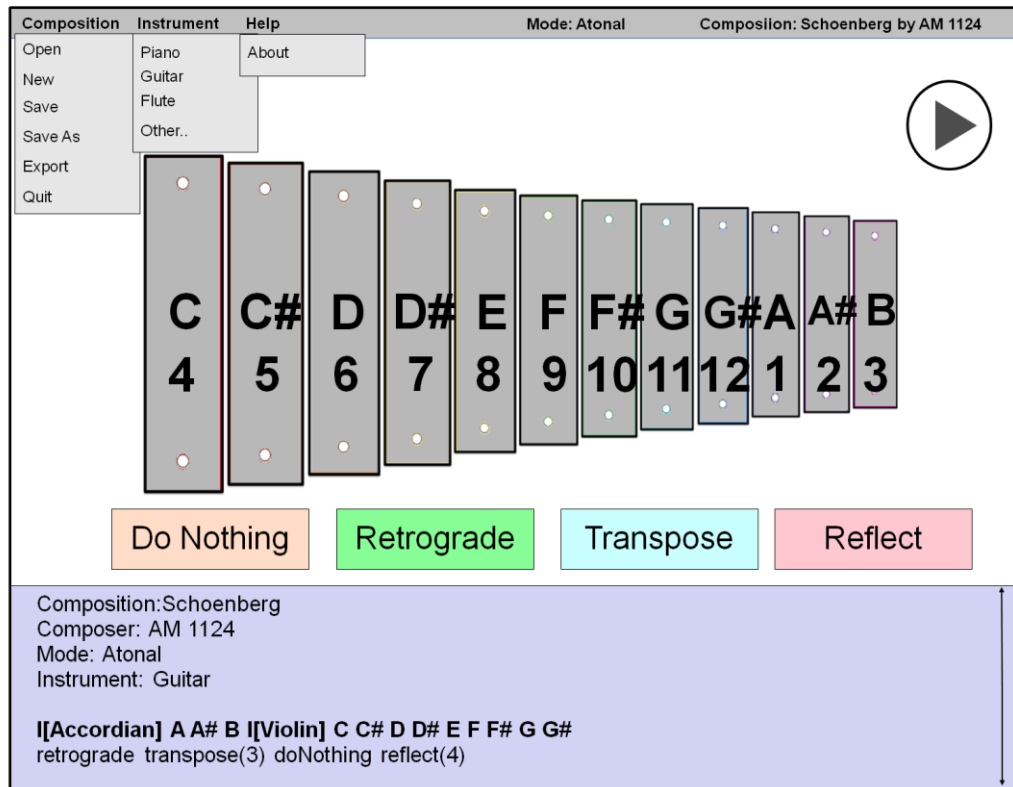 Composition Instrument Help Mode: Atonal Composiion: Schoenberg by AM 1124
Open
New
Save
Save As
Export
Quit
Piano
Guitar
Flute
Other..
About
C C# D D# E F F# G G# A A# B
4 5 6 7 8 9 10 11 12 1 2 3
Do Nothing Retrograde Transpose Reflect
Composition:Schoenberg
Composer: AM 1124
Mode: Atonal
Instrument: Guitar
I[Accordian] A A# B I[Violin] C C# D D# E F F# G G#
retrograde transpose(3) doNothing reflect(4)